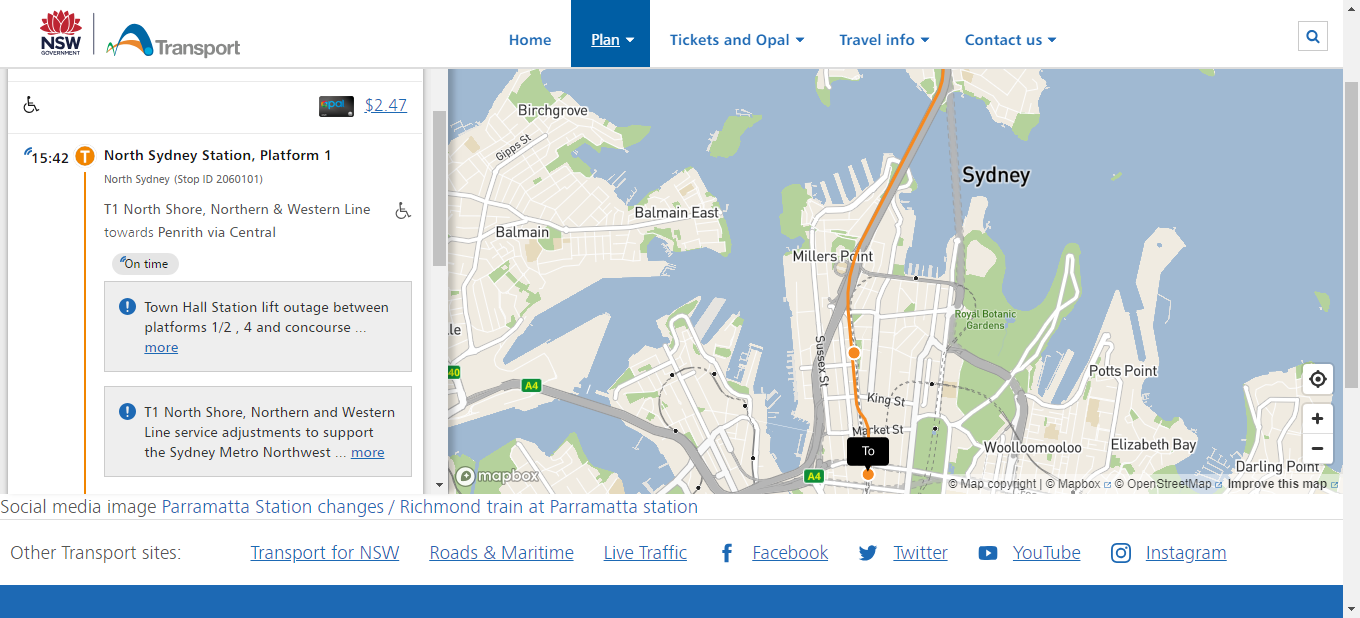 NSW
GOVERNMENT
Transport
Home
Plan
Tickets and Opal
Travel info
Contact us
opal
$2.47
15:42
T
North Sydney Station, Platform 1
North Sydney (Stop ID 2060101)
T1 North Shore, Northern & Western Line
towards Penrith via Central
On time
Town Hall Station lift outage between
platforms 1/2 , 4 and concourse ...
more
T1 North Shore, Northern and Western
Line service adjustments to support
the Sydney Metro Northwest ... more
Birchgrove
Gipps St
Sydney
Balmain East
Balmain
Millers Point
Royal Botanic
Gardens
lle
Sussex St
40
A4
Potts Point
King St
Market St
To
Woolloomooloo
Elizabeth Bay
Darling Point
A4
mapbox
+
−
© Map copyright | © Mapbox © OpenStreetMap Improve this map
Social media image Parramatta Station changes / Richmond train at Parramatta station
Other Transport sites:
Transport for NSW
Roads & Maritime
Live Traffic
Facebook
Twitter
YouTube
Instagram